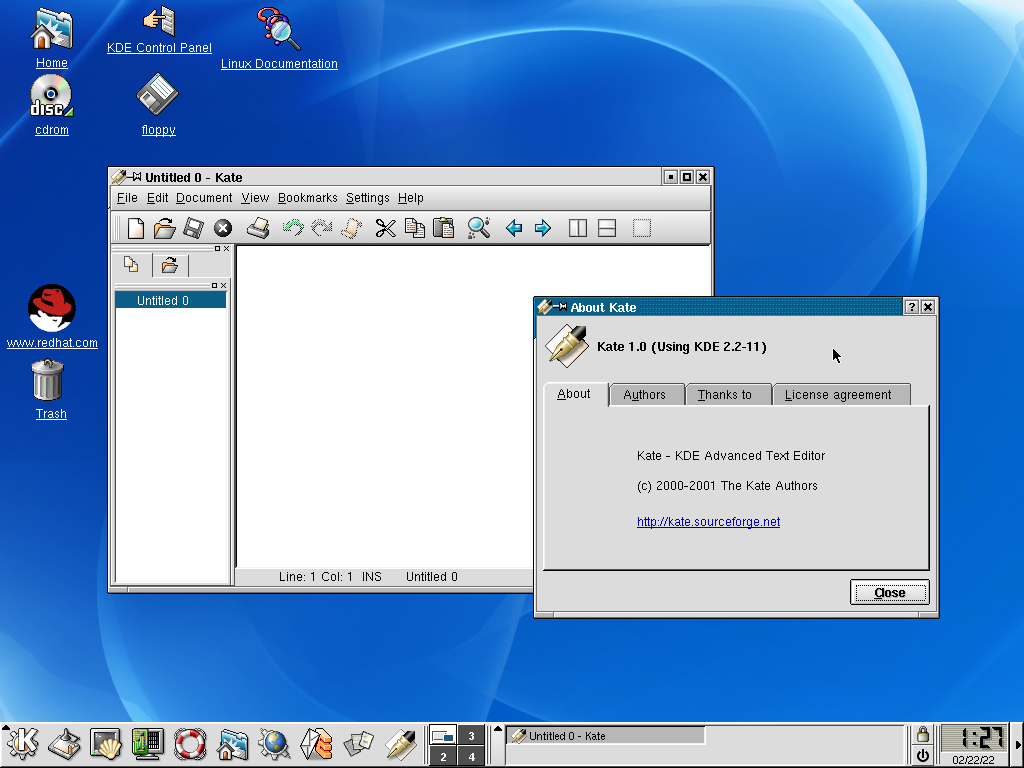 Home
KDE Control Panel
Linux Documentation
disc
cdrom
floppy
www.redhat.com
Trash
Untitled 0 - Kate
File Edit Document View Bookmarks Settings Help
Untitled 0
Line: 1 Col: 1 INS Untitled 0
About Kate
?
Kate 1.0 (Using KDE 2.2-11)
About Authors Thanks to License agreement
Kate - KDE Advanced Text Editor
(c) 2000-2001 The Kate Authors
http://kate.sourceforge.net
Close
K
3
2 4
Untitled 0 - Kate
1:27
02/22/22